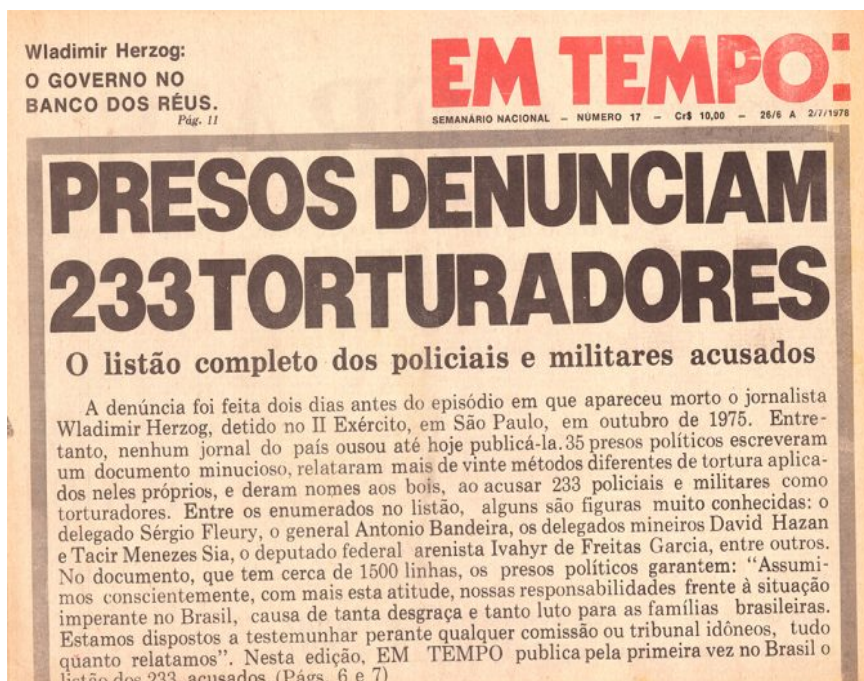 Wladimir Herzog:
O GOVERNO NO
BANCO DOS RÉUS.
Pág. 11
EM TEMPO:
SEMANÁRIO NACIONAL – NÚMERO 17 – Cr$ 10,00 – 26/6 A 2/7/1978
PRESOS DENUNCIAM
233 TORTURADORES
O listão completo dos policiais e militares acusados
A denúncia foi feita dois dias antes do episódio em que apareceu morto o jornalista
Wladimir Herzog, detido no II Exército, em São Paulo, em outubro de 1975. Entre-
tanto, nenhum jornal do país ousou até hoje publicá-la. 35 presos políticos escreveram
um documento minucioso, relataram mais de vinte métodos diferentes de tortura aplica-
dos neles próprios, e deram nomes aos bois, ao acusar 233 policiais e militares como
torturadores. Entre os enumerados no listão, alguns são figuras muito conhecidas: o
delegado Sérgio Fleury, o general Antonio Bandeira, os delegados mineiros David Hazan
e Tacir Menezes Sia, o deputado federal arenista Ivahyr de Freitas Garcia, entre outros.
No documento, que tem cerca de 1500 linhas, os presos políticos garantem: “Assumi-
mos conscientemente, com mais esta atitude, nossas responsabilidades frente à situação
imperante no Brasil, causa de tanta desgraça e tanto luto para as famílias brasileiras.
Estamos dispostos a testemunhar perante qualquer comissão ou tribunal idôneos, tudo
quanto relatamos”. Nesta edição, EM TEMPO publica pela primeira vez no Brasil o
listão dos 233 acusados. (Págs. 6 e 7)